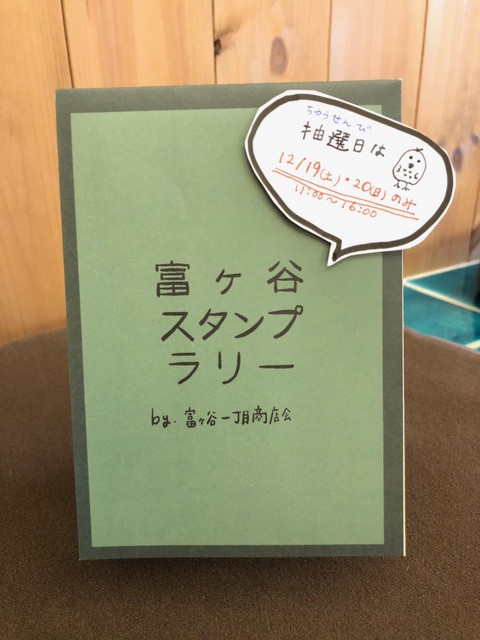 ちゅうせんび
抽選日は
12/19(土)・20(日)のみ
11:00～16:00
富ヶ谷
スタンプ
ラリー
by. 富ヶ谷一丁目商店会